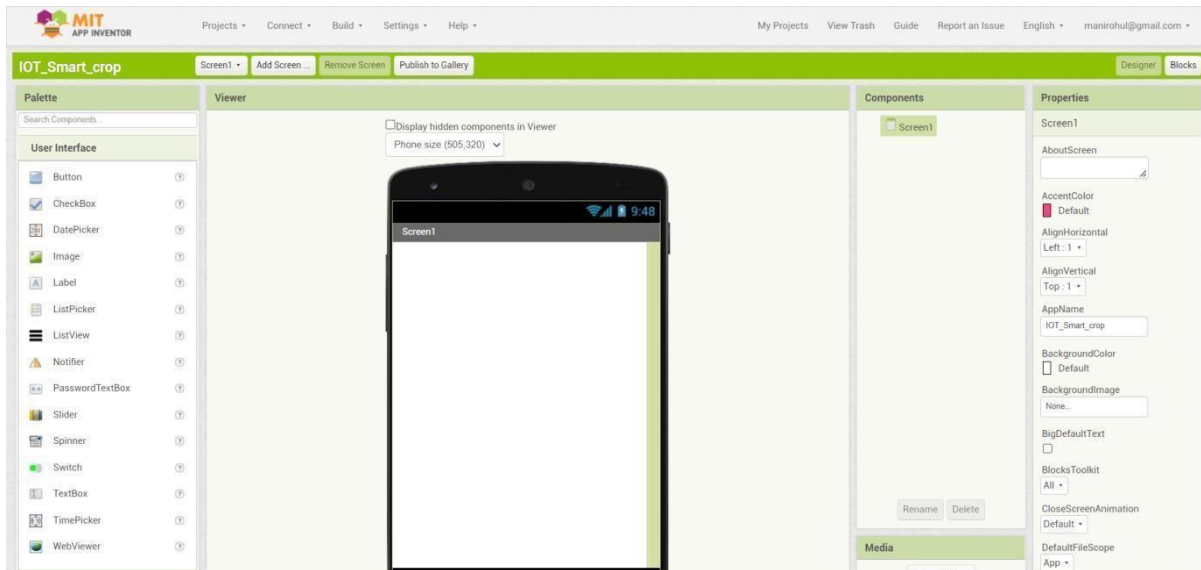 MIT
APP INVENTOR
Projects Connect Build Settings Help My Projects View Trash Guide Report an Issue English manirohul@gmail.com
IOT_Smart_crop Screen1 Add Screen ... Remove Screen Publish to Gallery Designer Blocks
Palette
Search Components...
User Interface
Button
CheckBox
DatePicker
Image
Label
ListPicker
ListView
Notifier
PasswordTextBox
Slider
Spinner
Switch
TextBox
TimePicker
WebViewer
Viewer
Display hidden components in Viewer
Phone size (505,320)
9:48
Screen1
Components
Screen1
Rename Delete
Media
Properties
Screen1
AboutScreen
AccentColor
Default
AlignHorizontal
Left : 1
AlignVertical
Top : 1
AppName
IOT_Smart_crop
BackgroundColor
Default
BackgroundImage
None...
BigDefaultText
BlocksToolkit
All
CloseScreenAnimation
Default
DefaultFileScope
App